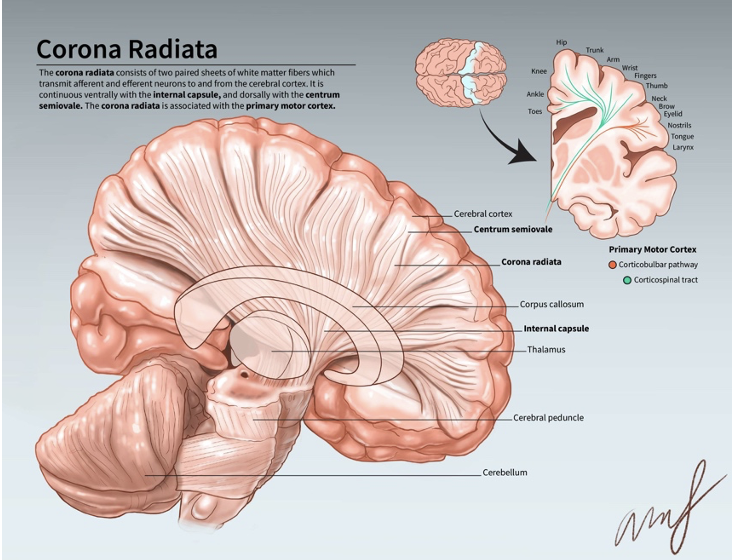 Corona Radiata
The corona radiata consists of two paired sheets of white matter fibers which
transmit afferent and efferent neurons to and from the cerebral cortex. It is
continuous ventrally with the internal capsule, and dorsally with the centrum
semiovale. The corona radiata is associated with the primary motor cortex.
Hip
Trunk
Arm
Wrist
Fingers
Thumb
Neck
Brow
Eyelid
Nostrils
Tongue
Larynx
Knee
Ankle
Toes
Primary Motor Cortex
Corticobulbar pathway
Corticospinal tract
Cerebral cortex
Centrum semiovale
Corona radiata
Corpus callosum
Internal capsule
Thalamus
Cerebral peduncle
Cerebellum